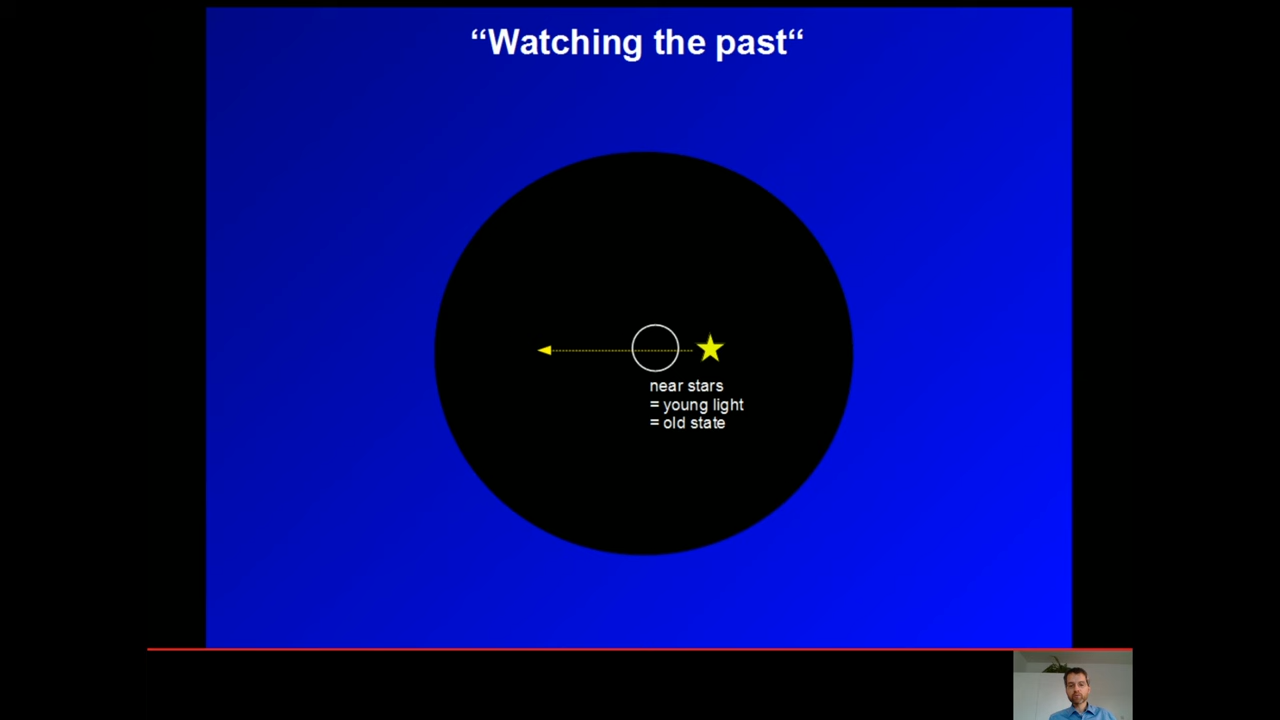 “Watching the past“
near stars
= young light
= old state